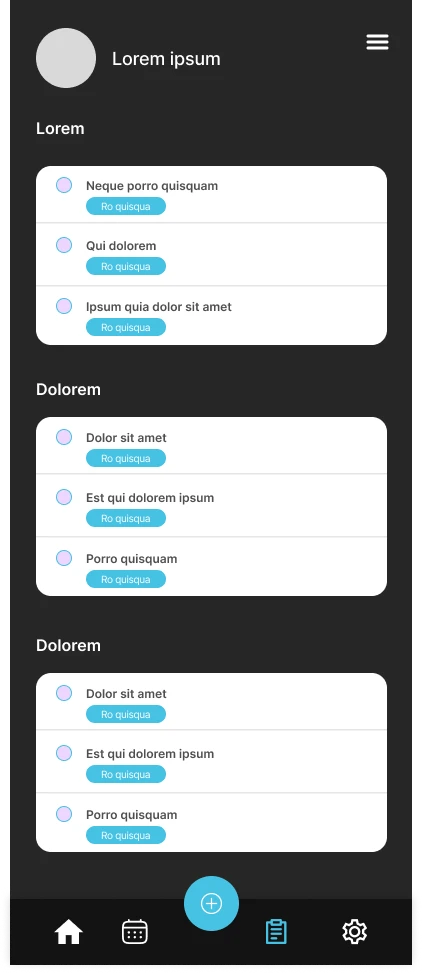 Lorem ipsum
Lorem
Neque porro quisquam
Ro quisqua
Qui dolorem
Ro quisqua
Ipsum quia dolor sit amet
Ro quisqua
Dolorem
Dolor sit amet
Ro quisqua
Est qui dolorem ipsum
Ro quisqua
Porro quisquam
Ro quisqua
Dolorem
Dolor sit amet
Ro quisqua
Est qui dolorem ipsum
Ro quisqua
Porro quisquam
Ro quisqua